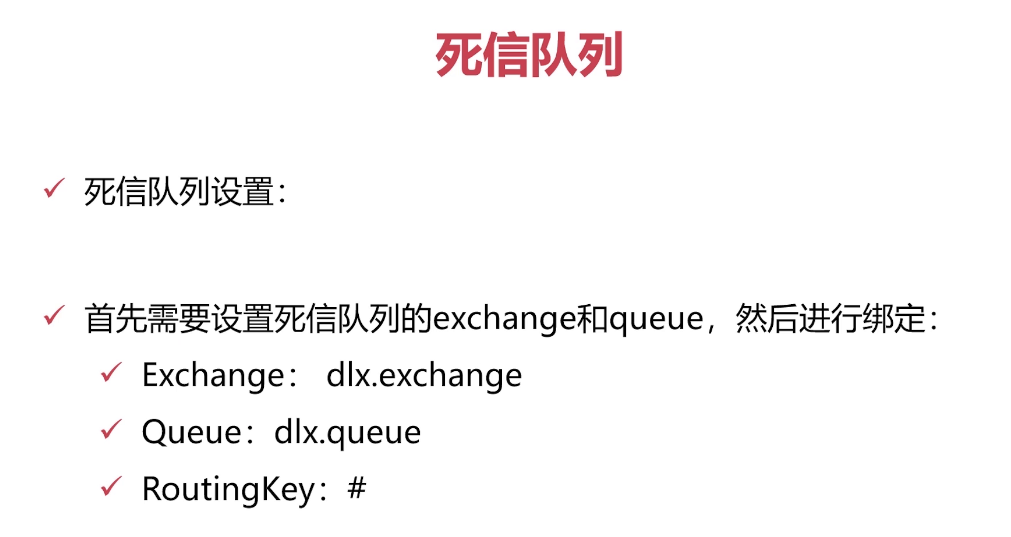 死信队列
死信队列设置：
首先需要设置死信队列的exchange和queue，然后进行绑定：
Exchange： dlx.exchange
Queue：dlx.queue
RoutingKey：#